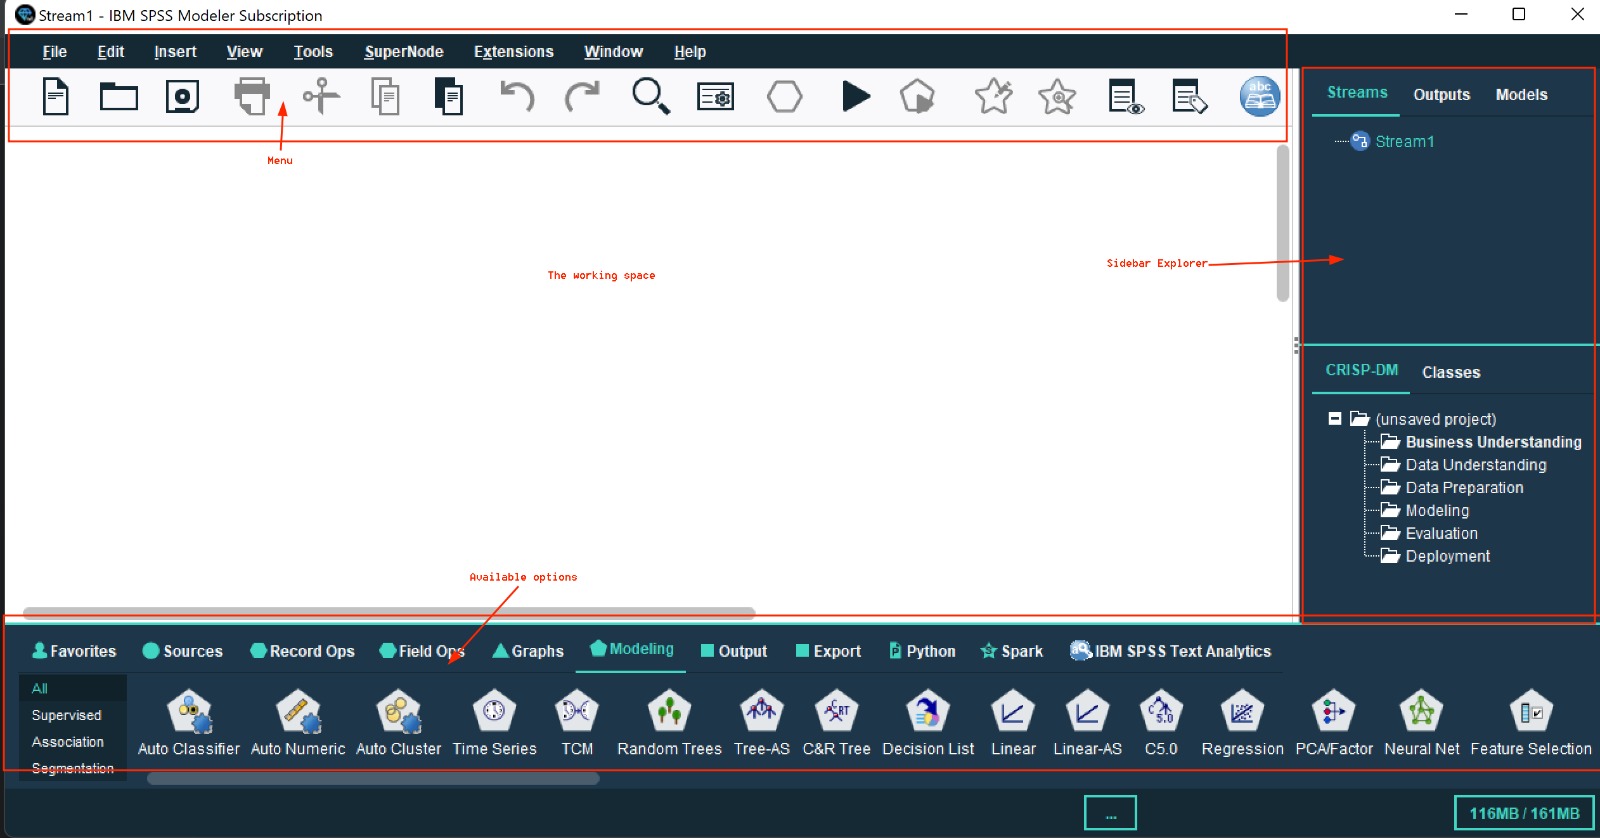 Stream1 - IBM SPSS Modeler Subscription
File Edit Insert View Tools SuperNode Extensions Window Help
abc
Menu
The working space
Sidebar Explorer
Available options
Streams Outputs Models
Stream1
CRISP-DM Classes
(unsaved project)
Business Understanding
Data Understanding
Data Preparation
Modeling
Evaluation
Deployment
Favorites Sources Record Ops Field Ops Graphs Modeling Output Export Python Spark IBM SPSS Text Analytics
All
Supervised
Association
Segmentation
CRT
C5.0
Auto Classifier Auto Numeric Auto Cluster Time Series TCM Random Trees Tree-AS C&R Tree Decision List Linear Linear-AS C5.0 Regression PCA/Factor Neural Net Feature Selection
...
116MB / 161MB